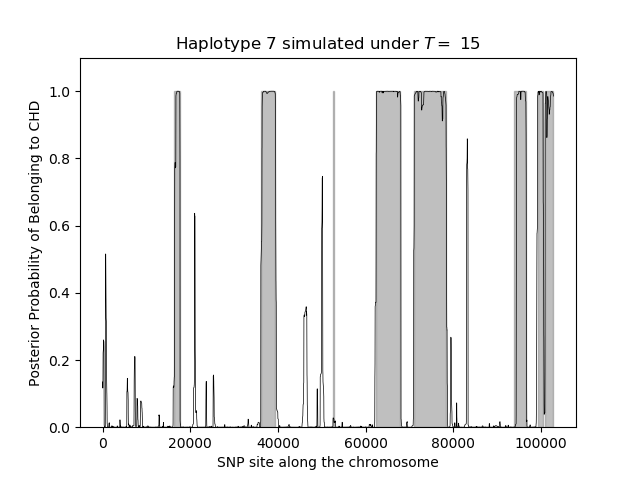 Haplotype 7 simulated under T = 15
Posterior Probability of Belonging to CHD
1.0
0.8
0.6
0.4
0.2
0.0
0 20000 40000 60000 80000 100000
SNP site along the chromosome